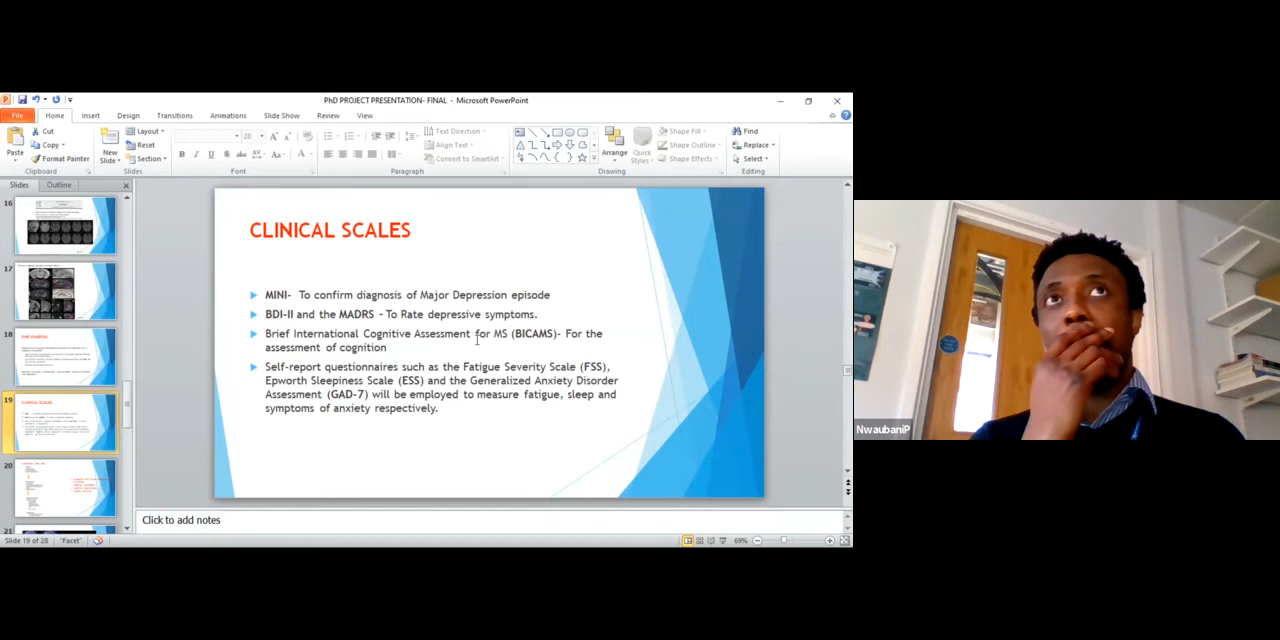 PhD PROJECT PRESENTATION- FINAL - Microsoft PowerPoint
File Home Insert Design Transitions Animations Slide Show Review View
Cut
Copy
Format Painter
Paste
Clipboard
New
Slide
Layout
Reset
Section
Slides
28
Font
Text Direction
Align Text
Convert to SmartArt
Paragraph
Arrange
Quick
Styles
Shape Fill
Shape Outline
Shape Effects
Drawing
Find
Replace
Select
Editing
Slides Outline
16
17
18
19
20
21
CLINICAL SCALES
MINI- To confirm diagnosis of Major Depression episode
BDI-II and the MADRS - To Rate depressive symptoms.
Brief International Cognitive Assessment for MS (BICAMS)- For the
assessment of cognition
Self-report questionnaires such as the Fatigue Severity Scale (FSS),
Epworth Sleepiness Scale (ESS) and the Generalized Anxiety Disorder
Assessment (GAD-7) will be employed to measure fatigue, sleep and
symptoms of anxiety respectively.
Click to add notes
Slide 19 of 28 "Facet" 69%
NwaubaniP